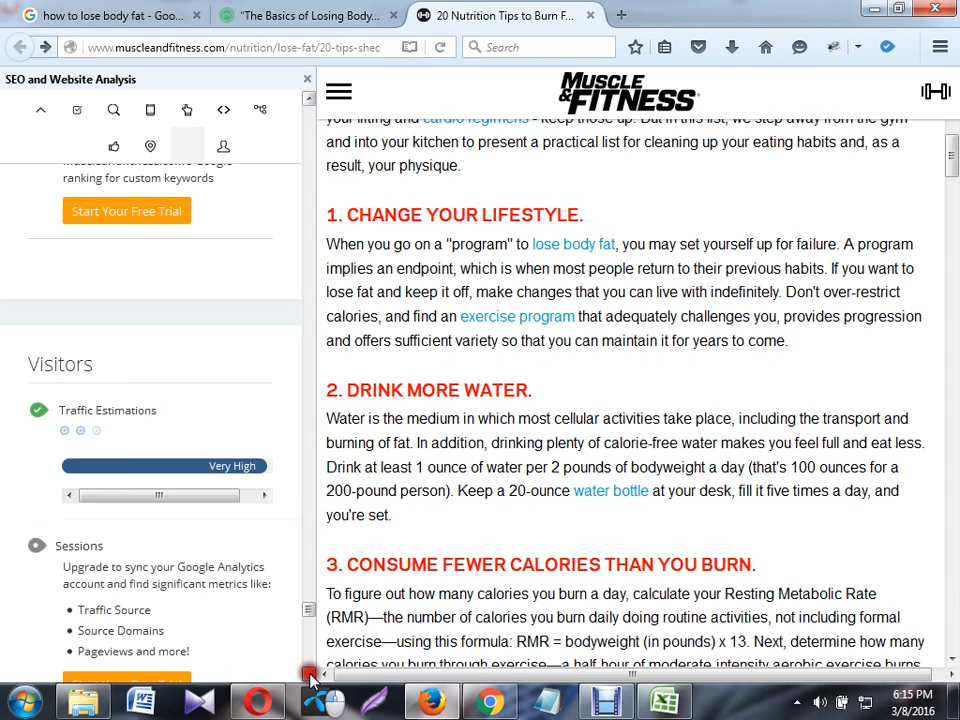 how to lose body fat - Goo...
"The Basics of Losing Body...
20 Nutrition Tips to Burn F...
www.muscleandfitness.com/nutrition/lose-fat/20-tips-shec
Search
SEO and Website Analysis
MUSCLE & FITNESS
ranking for custom keywords
Start Your Free Trial
Visitors
Traffic Estimations
Very High
Sessions
Upgrade to sync your Google Analytics
account and find significant metrics like:
Traffic Source
Source Domains
Pageviews and more!
your lifting and cardio regimens - keep those up. But in this list, we step away from the gym
and into your kitchen to present a practical list for cleaning up your eating habits and, as a
result, your physique.
1. CHANGE YOUR LIFESTYLE.
When you go on a "program" to lose body fat, you may set yourself up for failure. A program
implies an endpoint, which is when most people return to their previous habits. If you want to
lose fat and keep it off, make changes that you can live with indefinitely. Don't over-restrict
calories, and find an exercise program that adequately challenges you, provides progression
and offers sufficient variety so that you can maintain it for years to come.
2. DRINK MORE WATER.
Water is the medium in which most cellular activities take place, including the transport and
burning of fat. In addition, drinking plenty of calorie-free water makes you feel full and eat less.
Drink at least 1 ounce of water per 2 pounds of bodyweight a day (that's 100 ounces for a
200-pound person). Keep a 20-ounce water bottle at your desk, fill it five times a day, and
you're set.
3. CONSUME FEWER CALORIES THAN YOU BURN.
To figure out how many calories you burn a day, calculate your Resting Metabolic Rate
(RMR)—the number of calories you burn daily doing routine activities, not including formal
exercise—using this formula: RMR = bodyweight (in pounds) x 13. Next, determine how many
calories you burn through exercise—a half hour of moderate intensity aerobic exercise burns
6:15 PM
3/8/2016